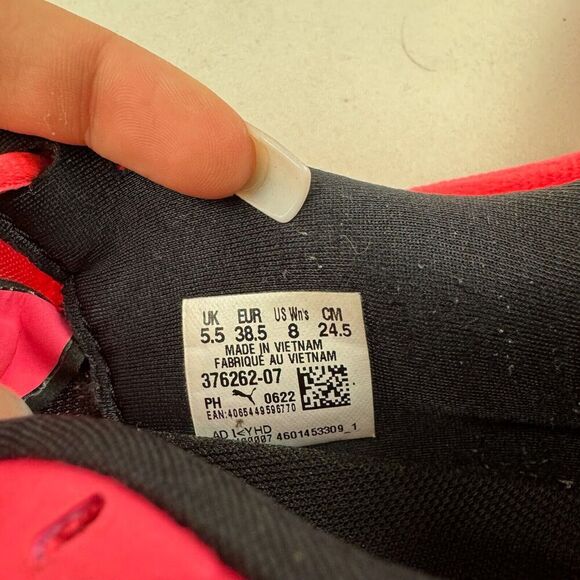 UK EUR US Wn's CM
5.5 38.5 8 24.5
MADE IN VIETNAM
FABRIQUÉ AU VIETNAM
376262-07
PH 0622
EAN:4065449596770
4601453309_1